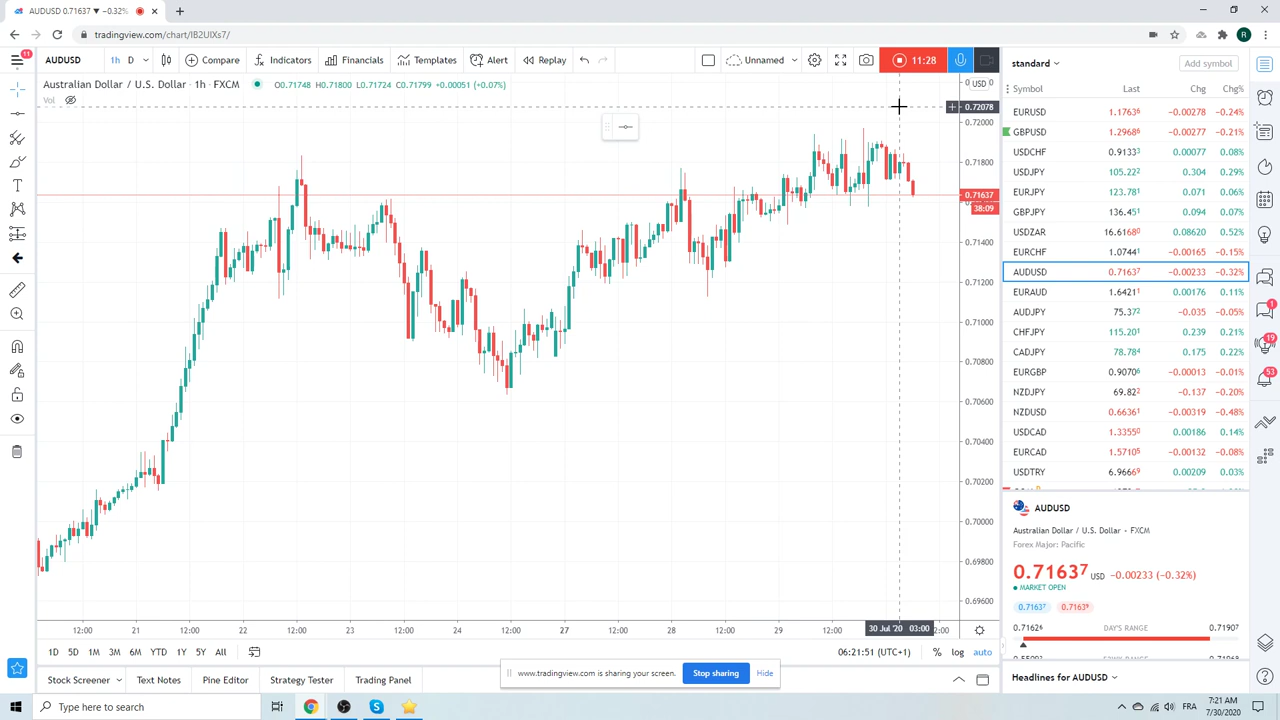 AUDUSD 0.71637 ▼ −0.32%
tradingview.com/chart/IB2UIXs7/
R
11
AUDUSD
1h
D
Compare
Indicators
Financials
Templates
Alert
Replay
Unnamed
11:28
standard
Add symbol
Australian Dollar / U.S. Dollar · 1h · FXCM
O0.71748 H0.71800 L0.71724 C0.71799 +0.00051 (+0.07%)
Vol
USD
0.72078
0.72000
0.71800
0.71637
38:09
0.71400
0.71200
0.71000
0.70800
0.70600
0.70400
0.70200
0.70000
0.69800
0.69600
12:00 21 12:00 22 12:00 23 12:00 24 12:00 27 12:00 28 12:00 29 12:00 30 Jul '20 03:00 12:00
1D 5D 1M 3M 6M YTD 1Y 5Y All
06:21:51 (UTC+1) % log auto
Symbol Last Chg Chg%
EURUSD 1.17636 −0.00278 −0.24%
GBPUSD 1.29686 −0.00277 −0.21%
USDCHF 0.91333 0.00077 0.08%
USDJPY 105.222 0.304 0.29%
EURJPY 123.781 0.071 0.06%
GBPJPY 136.451 0.094 0.07%
USDZAR 16.61680 0.08620 0.52%
EURCHF 1.07441 −0.00165 −0.15%
AUDUSD 0.71637 −0.00233 −0.32%
EURAUD 1.64211 0.00176 0.11%
AUDJPY 75.372 −0.035 −0.05%
CHFJPY 115.201 0.239 0.21%
CADJPY 78.784 0.175 0.22%
EURGBP 0.90706 −0.00013 −0.01%
NZDJPY 69.822 −0.137 −0.20%
NZDUSD 0.66361 −0.00319 −0.48%
USDCAD 1.33550 0.00186 0.14%
EURCAD 1.57105 −0.00132 −0.08%
USDTRY 6.96669 0.00209 0.03%
1
19
53
AUDUSD
Australian Dollar / U.S. Dollar • FXCM
Forex Major: Pacific
0.71637 USD −0.00233 (−0.32%)
MARKET OPEN
0.71637 0.71639
0.71626 DAY'S RANGE 0.71907
Headlines for AUDUSD
Stock Screener
Text Notes
Pine Editor
Strategy Tester
Trading Panel
www.tradingview.com is sharing your screen.
Stop sharing
Hide
Type here to search
FRA
7:21 AM
7/30/2020